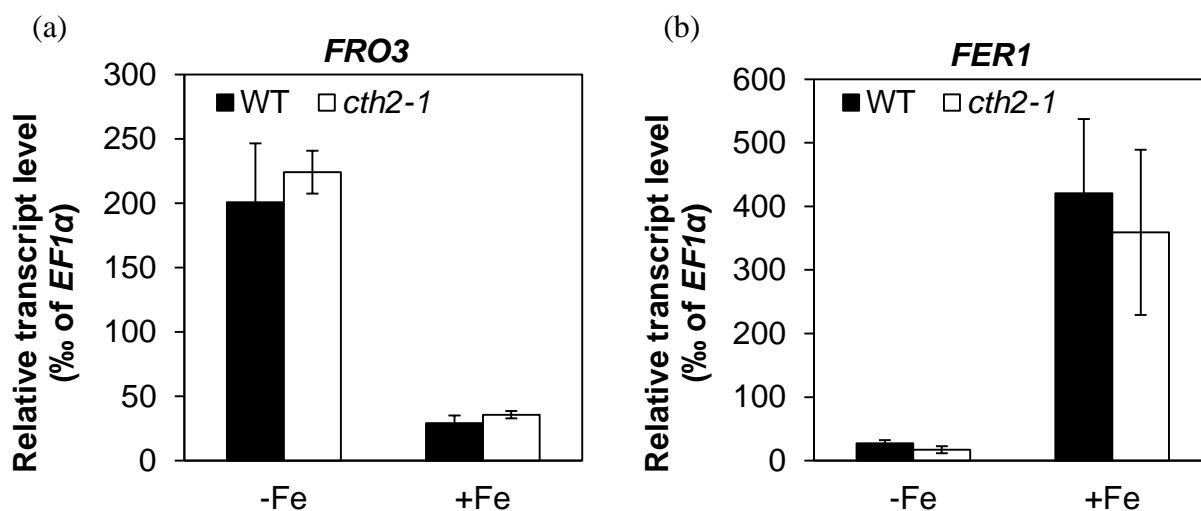 (a)
FRO3
WT cth2-1
Relative transcript level
(‰ of EF1α)
300
250
200
150
100
50
0
-Fe +Fe
(b)
FER1
WT cth2-1
Relative transcript level
(‰ of EF1α)
600
500
400
300
200
100
0
-Fe +Fe